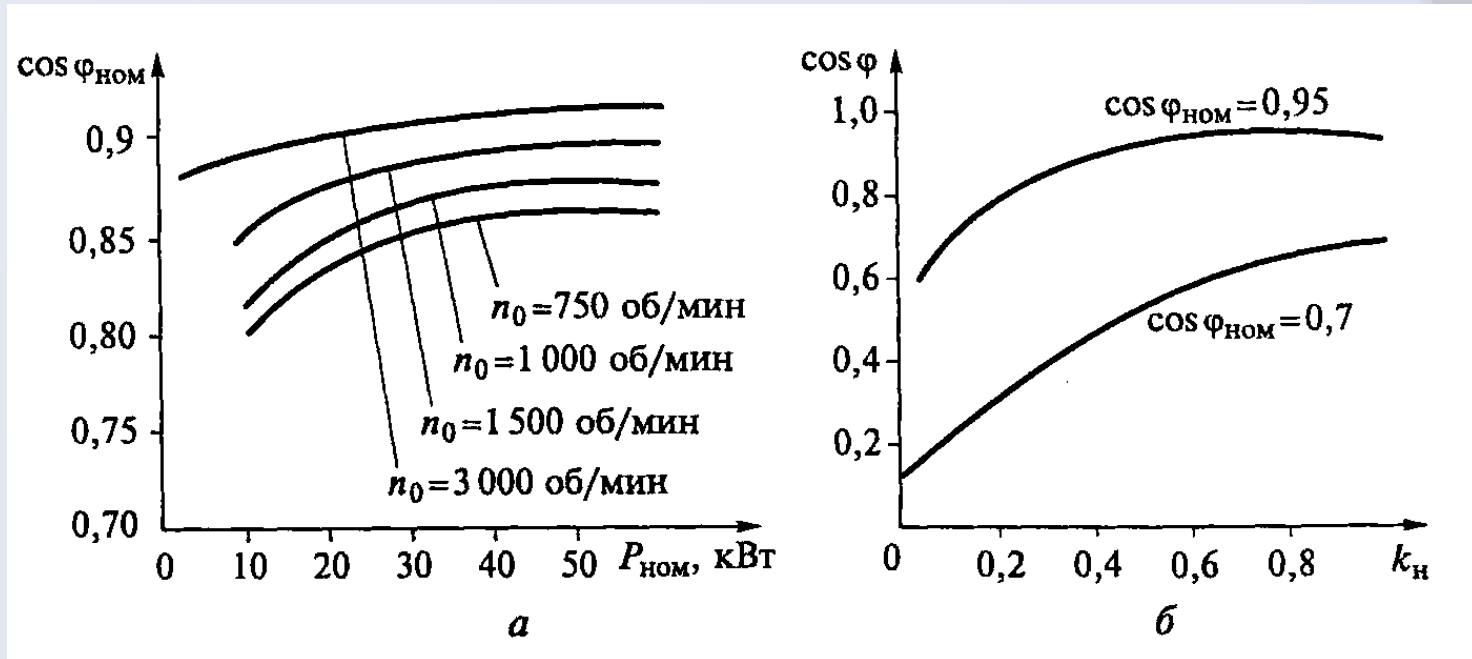 cos φном
0,9
0,85
0,80
0,75
0,70
n0=750 об/мин
n0=1 000 об/мин
n0=1 500 об/мин
n0=3 000 об/мин
0 10 20 30 40 50 Pном, кВт
а
cos φ
1,0
0,8
0,6
0,4
0,2
cos φном=0,95
cos φном=0,7
0 0,2 0,4 0,6 0,8 kн
б